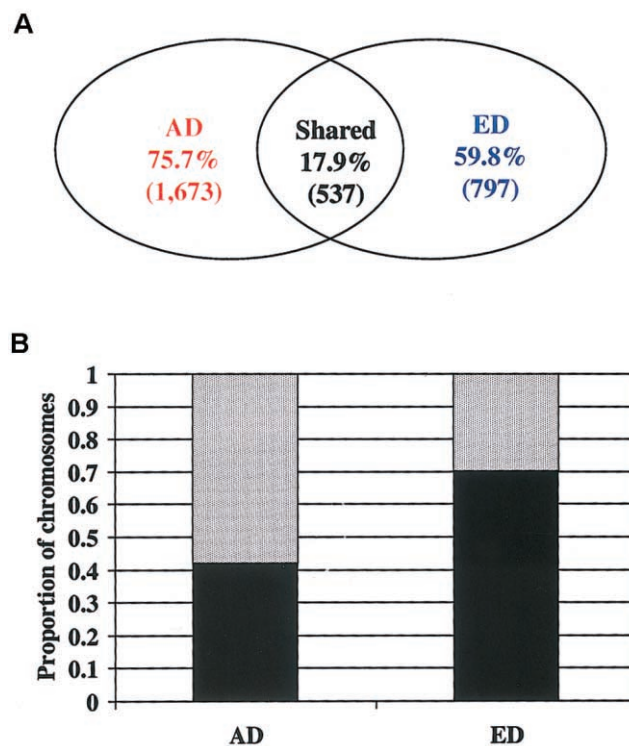 A
AD
75.7%
(1,673)
Shared
17.9%
(537)
ED
59.8%
(797)
B
Proportion of chromosomes
1
0.9
0.8
0.7
0.6
0.5
0.4
0.3
0.2
0.1
0
AD
ED